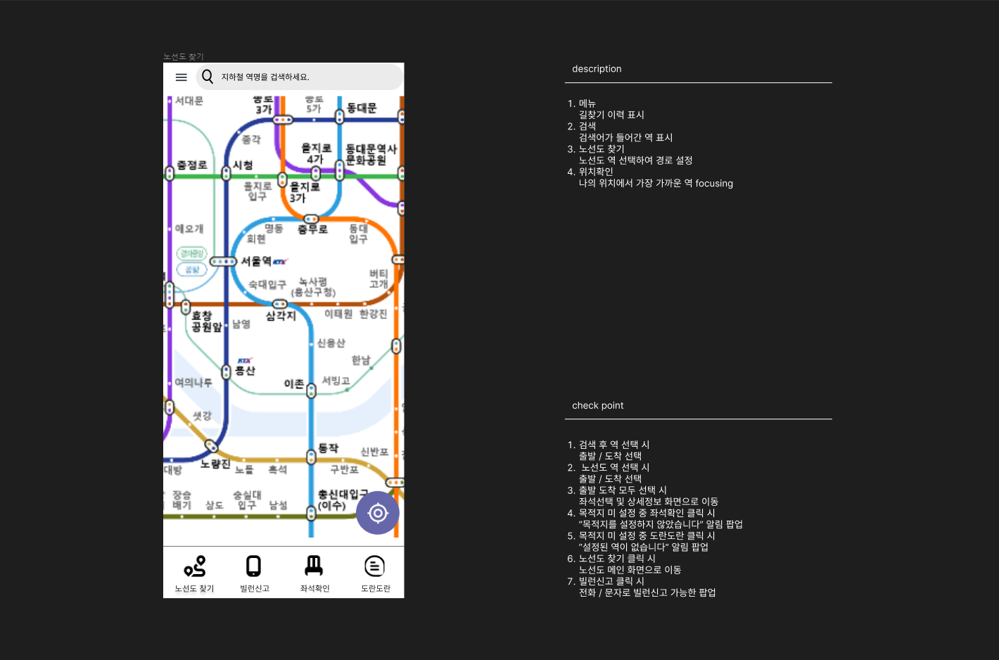 노선도 찾기
지하철 역명을 겁색하세요.
서대문
종로
3가
종로
5가
동대문
종각
을지로
4가
동대문역사
문화공원
충정로
시청
을지로
입구
을지로
3가
애오개
명동
충무로
동대
입구
회현
경의중앙
공항
서울역 KTX
버티
고개
숙대입구
녹사평
(용산구청)
삼각지
이태원
한강진
효창
공원앞
남영
신용산
KTX
용산
한남
여의나루
이촌
서빙고
샛강
동작
신반포
대방
노량진
노들
흑석
구반포
장승
배기
상도
숭실대
입구
남성
총신대입구
(이수)
노선도 찾기
빌런신고
좌석확인
도란도란
description
1. 메뉴
길찾기 이력 표시
2. 검색
검색어가 들어간 역 표시
3. 노선도 찾기
노선도 역 선택하여 경로 설정
4. 위치확인
나의 위치에서 가장 가까운 역 focusing
check point
1. 검색 후 역 선택 시
출발 / 도착 선택
2. 노선도 역 선택 시
출발 / 도착 선택
3. 출발 도착 모두 선택 시
좌석선택 및 상세정보 화면으로 이동
4. 목적지 미 설정 중 좌석확인 클릭 시
”목적지를 설정하지 않았습니다” 알림 팝업
5. 목적지 미 설정 중 도란도란 클릭 시
”설정된 역이 없습니다” 알림 팝업
6. 노선도 찾기 클릭 시
노선도 메인 화면으로 이동
7. 빌런신고 클릭 시
전화 / 문자로 빌런신고 가능한 팝업